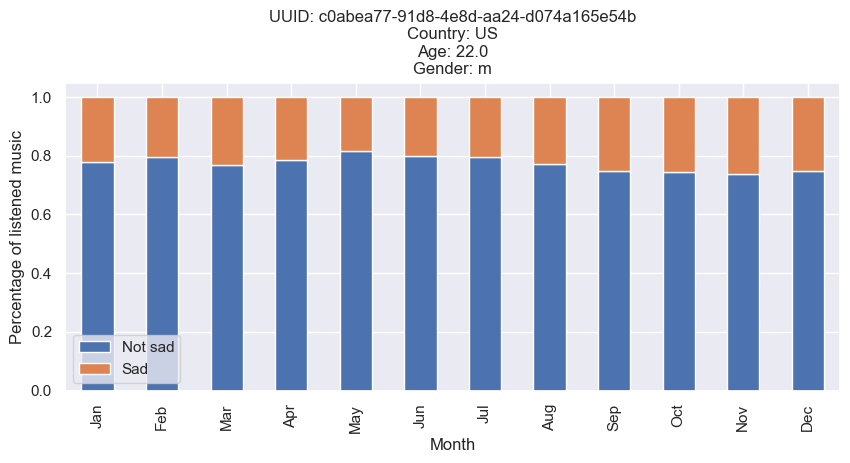 UUID: c0abea77-91d8-4e8d-aa24-d074a165e54b
Country: US
Age: 22.0
Gender: m
Percentage of listened music
1.0
0.8
0.6
0.4
0.2
0.0
Not sad
Sad
Jan
Feb
Mar
Apr
May
Jun
Jul
Aug
Sep
Oct
Nov
Dec
Month